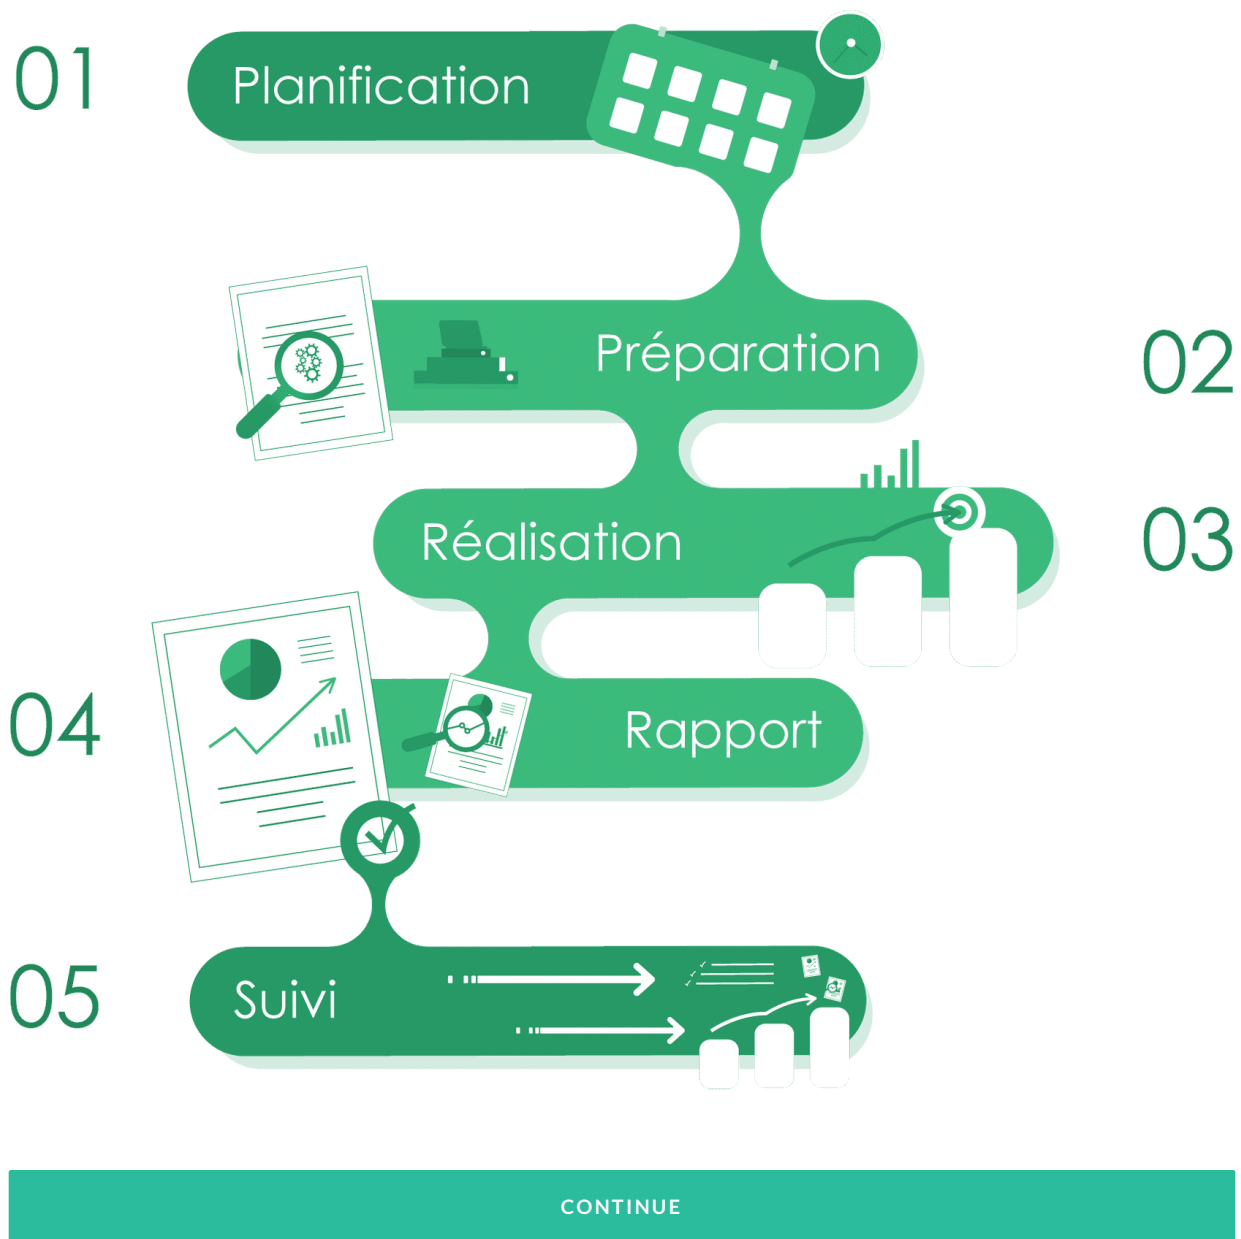 01
Planification
Préparation
02
Réalisation
03
04
Rapport
05
Suivi
CONTINUE